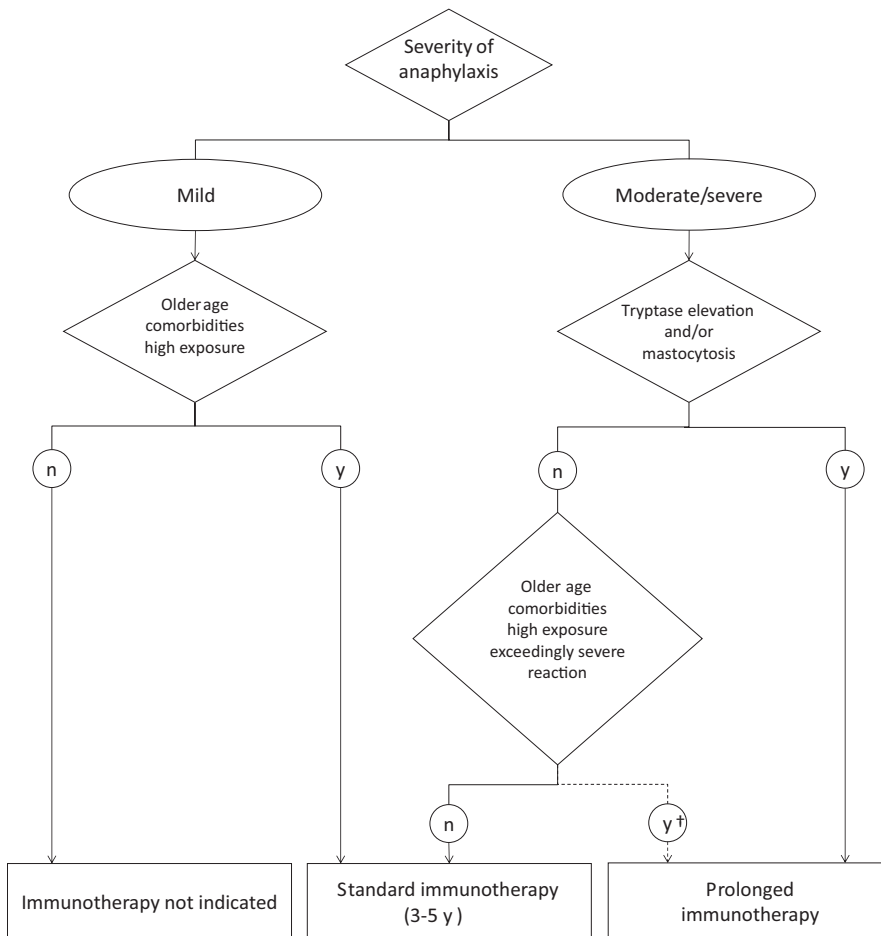 Severity of
anaphylaxis
Mild
Moderate/severe
Older age
comorbidities
high exposure
Tryptase elevation
and/or
mastocytosis
n
y
n
y
Older age
comorbidities
high exposure
exceedingly severe
reaction
n
y†
Immunotherapy not indicated
Standard immunotherapy
(3-5 y )
Prolonged
immunotherapy